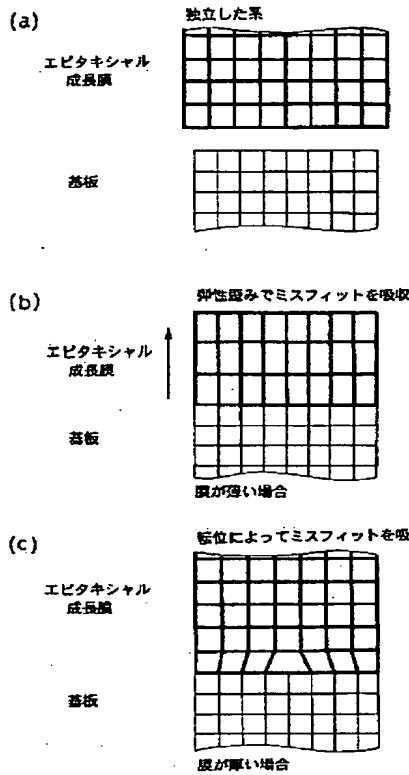 (a)
独立した系
エピタキシャル
成長膜
基板
(b)
弾性歪みでミスフィットを吸収
エピタキシャル
成長膜
基板
膜が薄い場合
(c)
転位によってミスフィットを吸
エピタキシャル
成長膜
基板
膜が厚い場合